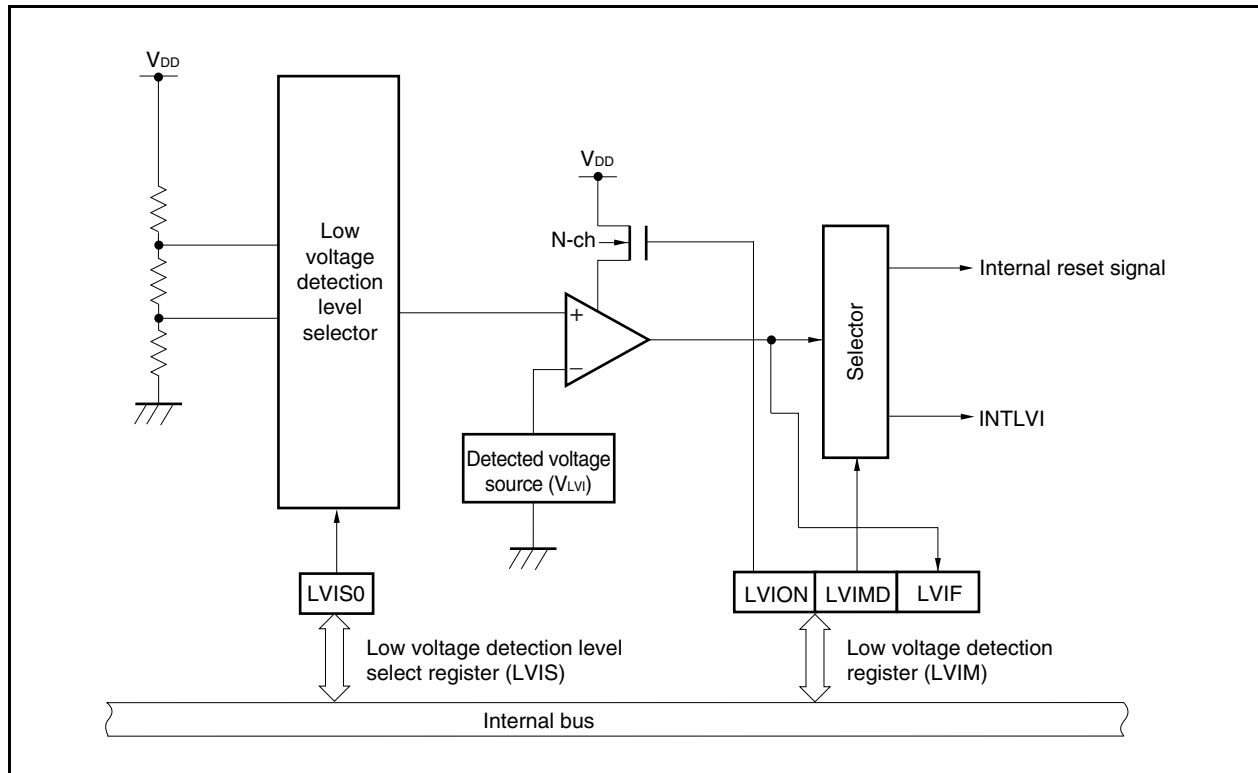 VDD
Low
voltage
detection
level
selector
VDD
N-ch
+
−
Detected voltage
source (VLVI)
Selector
Internal reset signal
INTLVI
LVIS0
LVION
LVIMD
LVIF
Low voltage detection level
select register (LVIS)
Low voltage detection
register (LVIM)
Internal bus